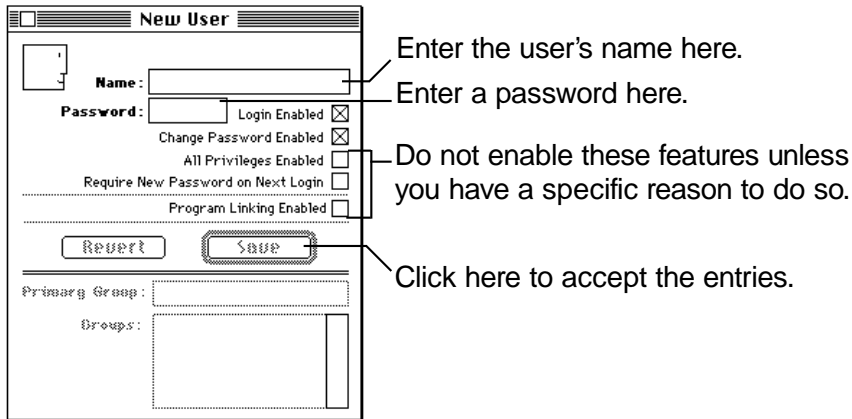 New User
Enter the user's name here.
Name:
Enter a password here.
Password:
Login Enabled
Change Password Enabled
All Privileges Enabled
Do not enable these features unless
you have a specific reason to do so.
Require New Password on Next Login
Program Linking Enabled
Revert
Save
Click here to accept the entries.
Primary Group:
Groups: